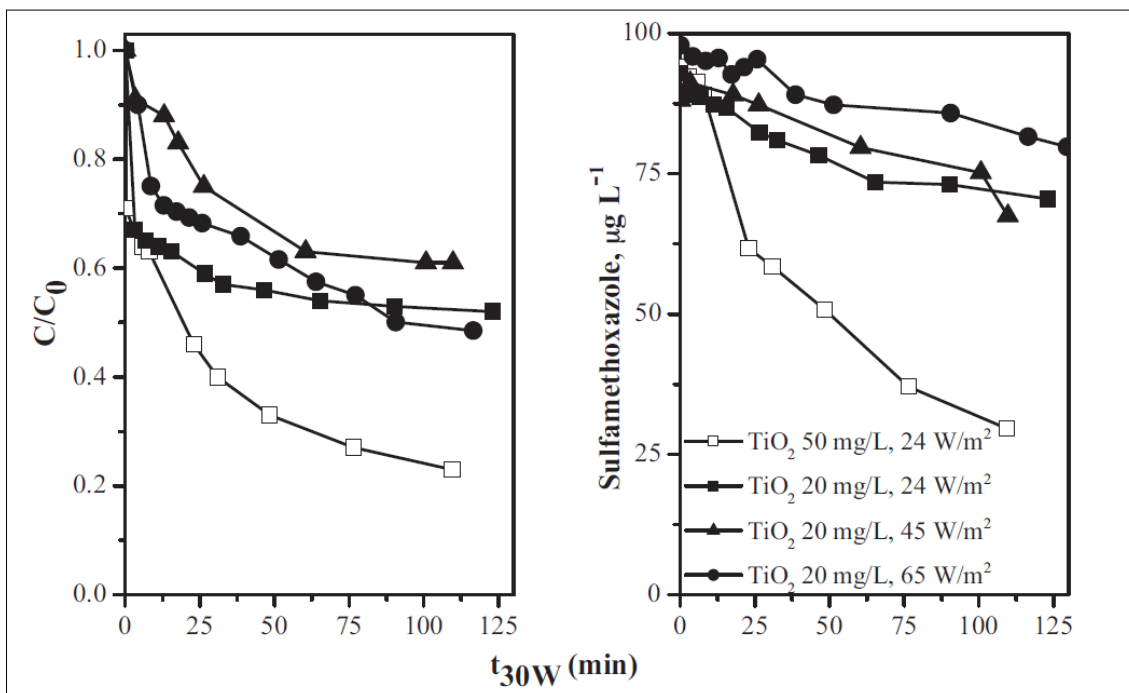 C/C₀
1.0
0.8
0.6
0.4
0.2
0.0
0 25 50 75 100 125
Sulfamethoxazole, µg L⁻¹
100
75
50
25
0
TiO₂ 50 mg/L, 24 W/m²
TiO₂ 20 mg/L, 24 W/m²
TiO₂ 20 mg/L, 45 W/m²
TiO₂ 20 mg/L, 65 W/m²
0 25 50 75 100 125
t₃₀W (min)